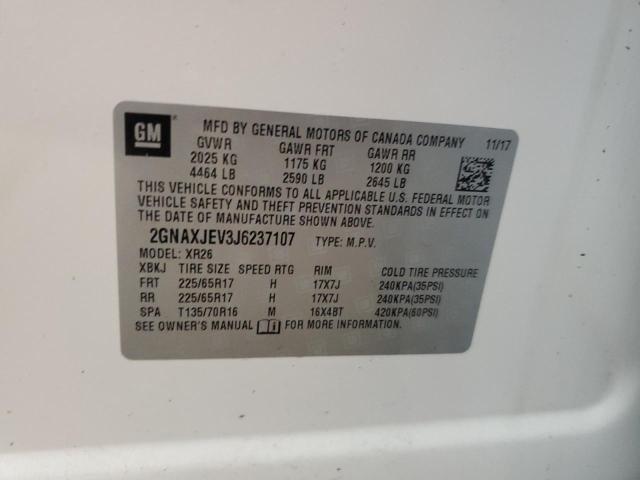 GM
MFD BY GENERAL MOTORS OF CANADA COMPANY 11/17
GVWR GAWR FRT GAWR RR
2025 KG 1175 KG 1200 KG
4464 LB 2590 LB 2645 LB
THIS VEHICLE CONFORMS TO ALL APPLICABLE U.S. FEDERAL MOTOR
VEHICLE SAFETY AND THEFT PREVENTION STANDARDS IN EFFECT ON
THE DATE OF MANUFACTURE SHOWN ABOVE.
2GNAXJEV3J6237107 TYPE: M.P.V.
MODEL: XR26
XBKJ TIRE SIZE SPEED RTG RIM COLD TIRE PRESSURE
FRT 225/65R17 H 17X7J 240KPA(35PSI)
RR 225/65R17 H 17X7J 240KPA(35PSI)
SPA T135/70R16 M 16X4BT 420KPA(60PSI)
SEE OWNER'S MANUAL FOR MORE INFORMATION.